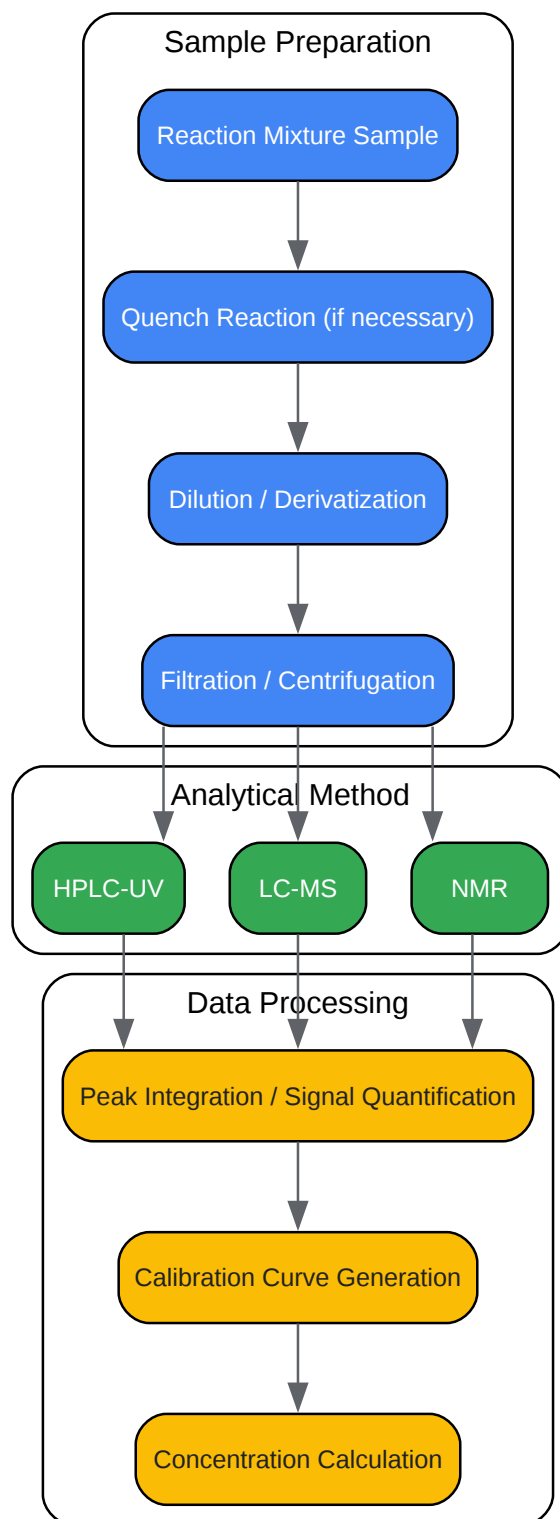 Sample Preparation
Reaction Mixture Sample
Quench Reaction (if necessary)
Dilution / Derivatization
Filtration / Centrifugation
Analytical Method
HPLC-UV
LC-MS
NMR
Data Processing
Peak Integration / Signal Quantification
Calibration Curve Generation
Concentration Calculation